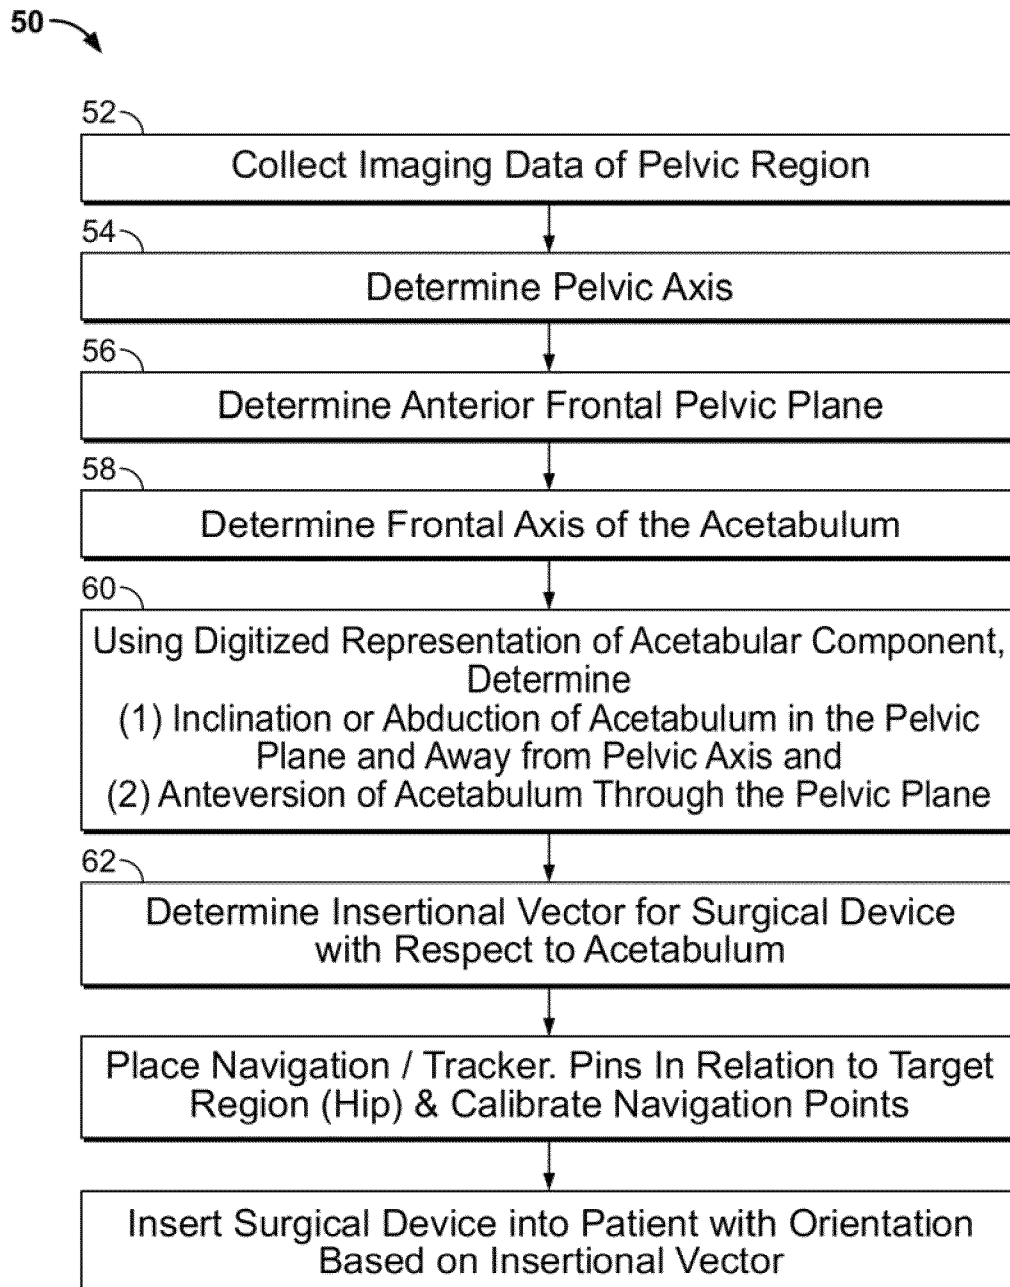 50
52
Collect Imaging Data of Pelvic Region
54
Determine Pelvic Axis
56
Determine Anterior Frontal Pelvic Plane
58
Determine Frontal Axis of the Acetabulum
60
Using Digitized Representation of Acetabular Component,
Determine
(1) Inclination or Abduction of Acetabulum in the Pelvic
Plane and Away from Pelvic Axis and
(2) Anteversion of Acetabulum Through the Pelvic Plane
62
Determine Insertional Vector for Surgical Device
with Respect to Acetabulum
Place Navigation / Tracker. Pins In Relation to Target
Region (Hip) & Calibrate Navigation Points
Insert Surgical Device into Patient with Orientation
Based on Insertional Vector